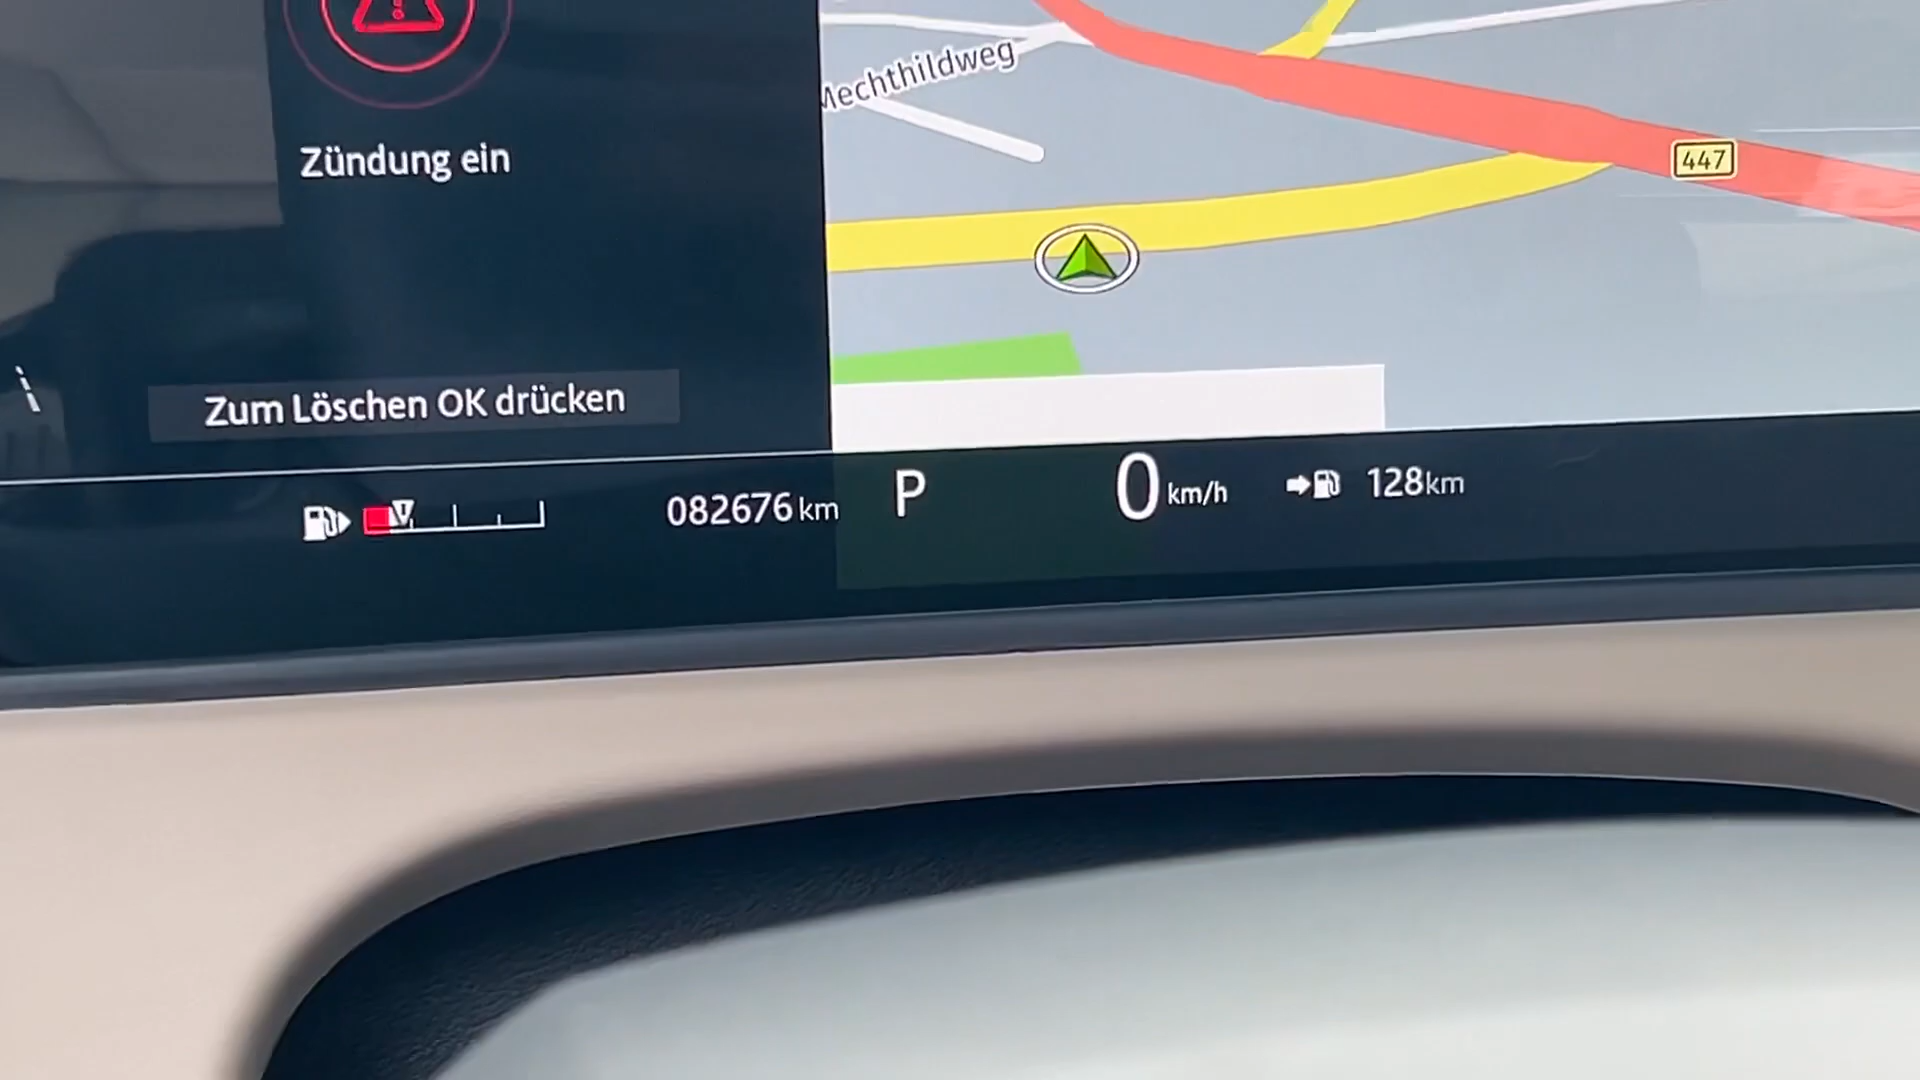 Zündung ein
Zum Löschen OK drücken
082676 km
Mechthildweg
447
P
0 km/h
128km